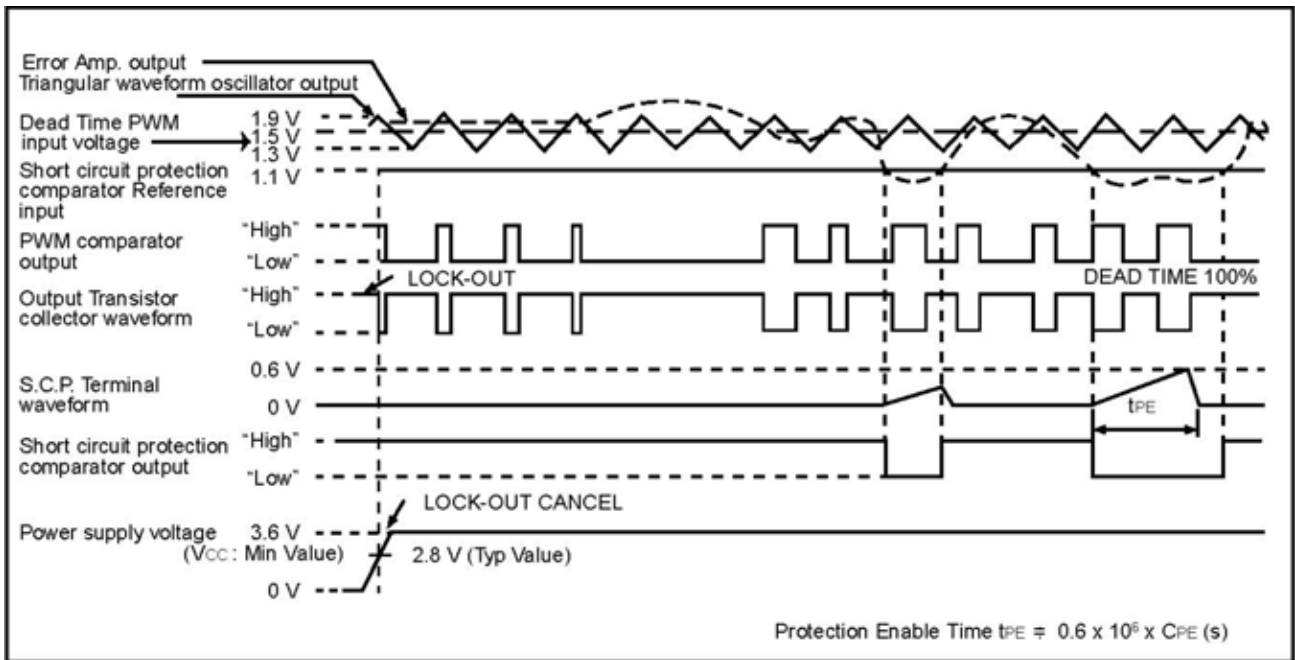 Error Amp. output
Triangular waveform oscillator output
1.9 V
Dead Time PWM
input voltage
1.5 V
1.3 V
Short circuit protection
comparator Reference
input
1.1 V
PWM comparator
output
"High"
"Low"
LOCK-OUT
DEAD TIME 100%
Output Transistor
collector waveform
"High"
"Low"
0.6 V
S.C.P. Terminal
waveform
0 V
tPE
Short circuit protection
comparator output
"High"
"Low"
LOCK-OUT CANCEL
Power supply voltage
3.6 V
(VCC : Min Value)
2.8 V (Typ Value)
0 V
Protection Enable Time tPE ≑ 0.6 x 10⁶ x CPE (s)